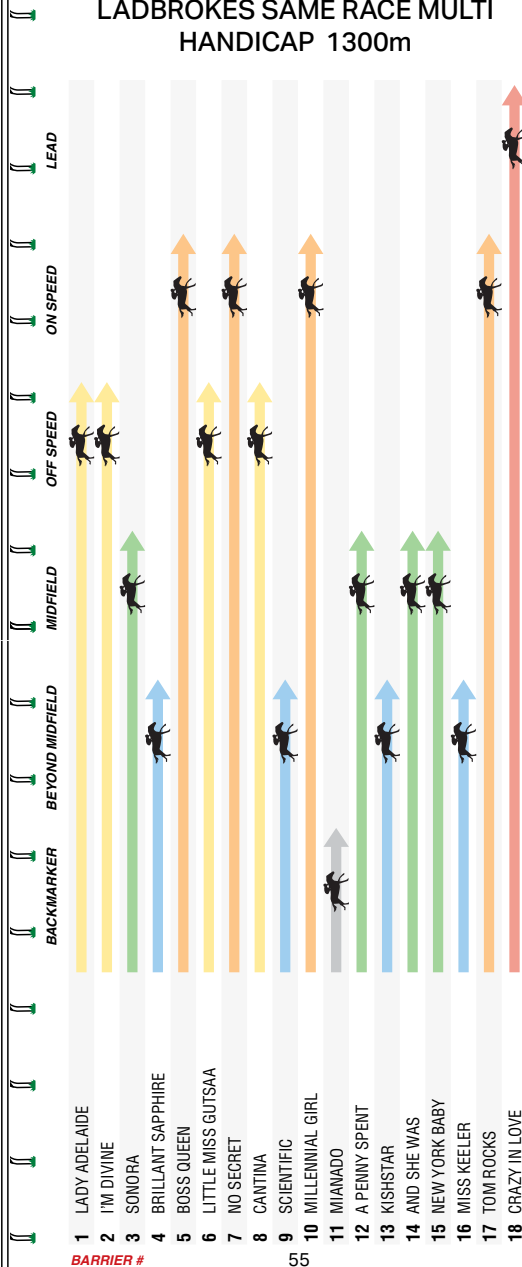 LADBROKES SAME RACE MULTI
HANDICAP 1300m
LEAD
ON SPEED
OFF SPEED
MIDFIELD
BEYOND MIDFIELD
BACKMARKER
1 LADY ADELAIDE
2 I'M DIVINE
3 SONORA
4 BRILLANT SAPPHIRE
5 BOSS QUEEN
6 LITTLE MISS GUTSAA
7 NO SECRET
8 CANTINA
9 SCIENTIFIC
10 MILLENNIAL GIRL
11 MIANADO
12 A PENNY SPENT
13 KISHSTAR
14 AND SHE WAS
15 NEW YORK BABY
16 MISS KEELER
17 TOM ROCKS
18 CRAZY IN LOVE
BARRIER #
55